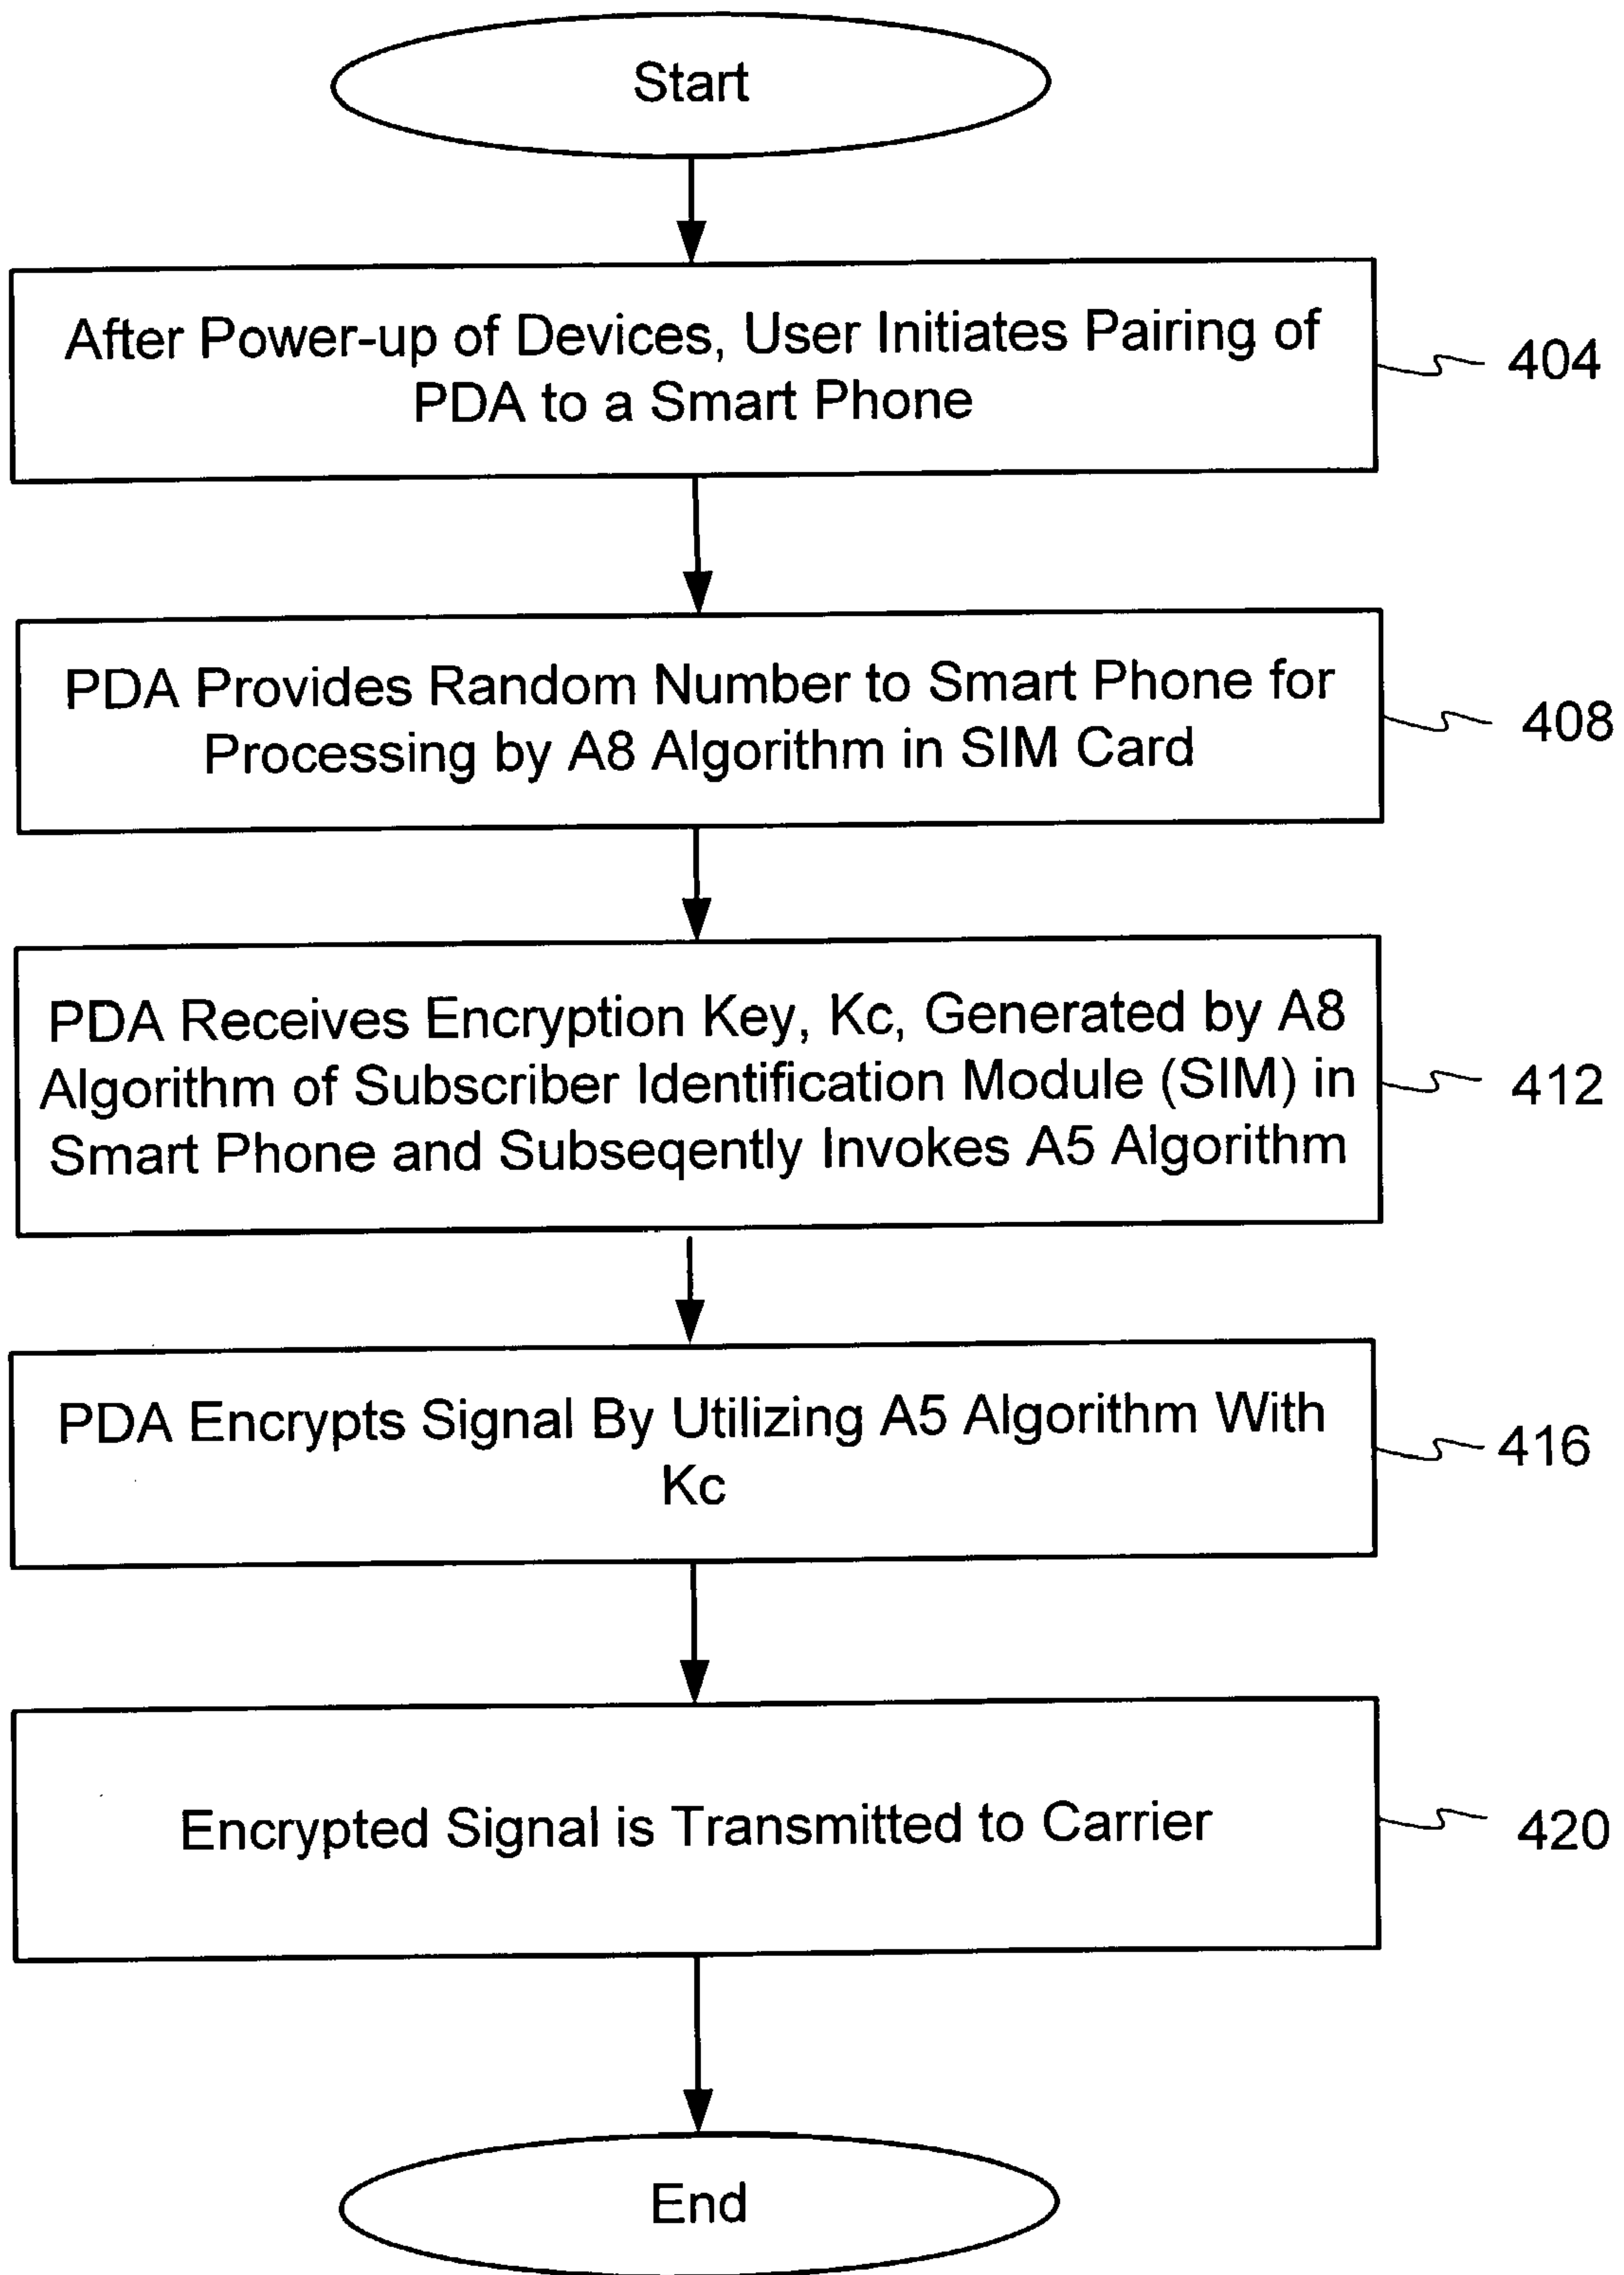 Start
After Power-up of Devices, User Initiates Pairing of
PDA to a Smart Phone
404
PDA Provides Random Number to Smart Phone for
Processing by A8 Algorithm in SIM Card
408
PDA Receives Encryption Key, Kc, Generated by A8
Algorithm of Subscriber Identification Module (SIM) in
Smart Phone and Subseqently Invokes A5 Algorithm
412
PDA Encrypts Signal By Utilizing A5 Algorithm With
Kc
416
Encrypted Signal is Transmitted to Carrier
420
End